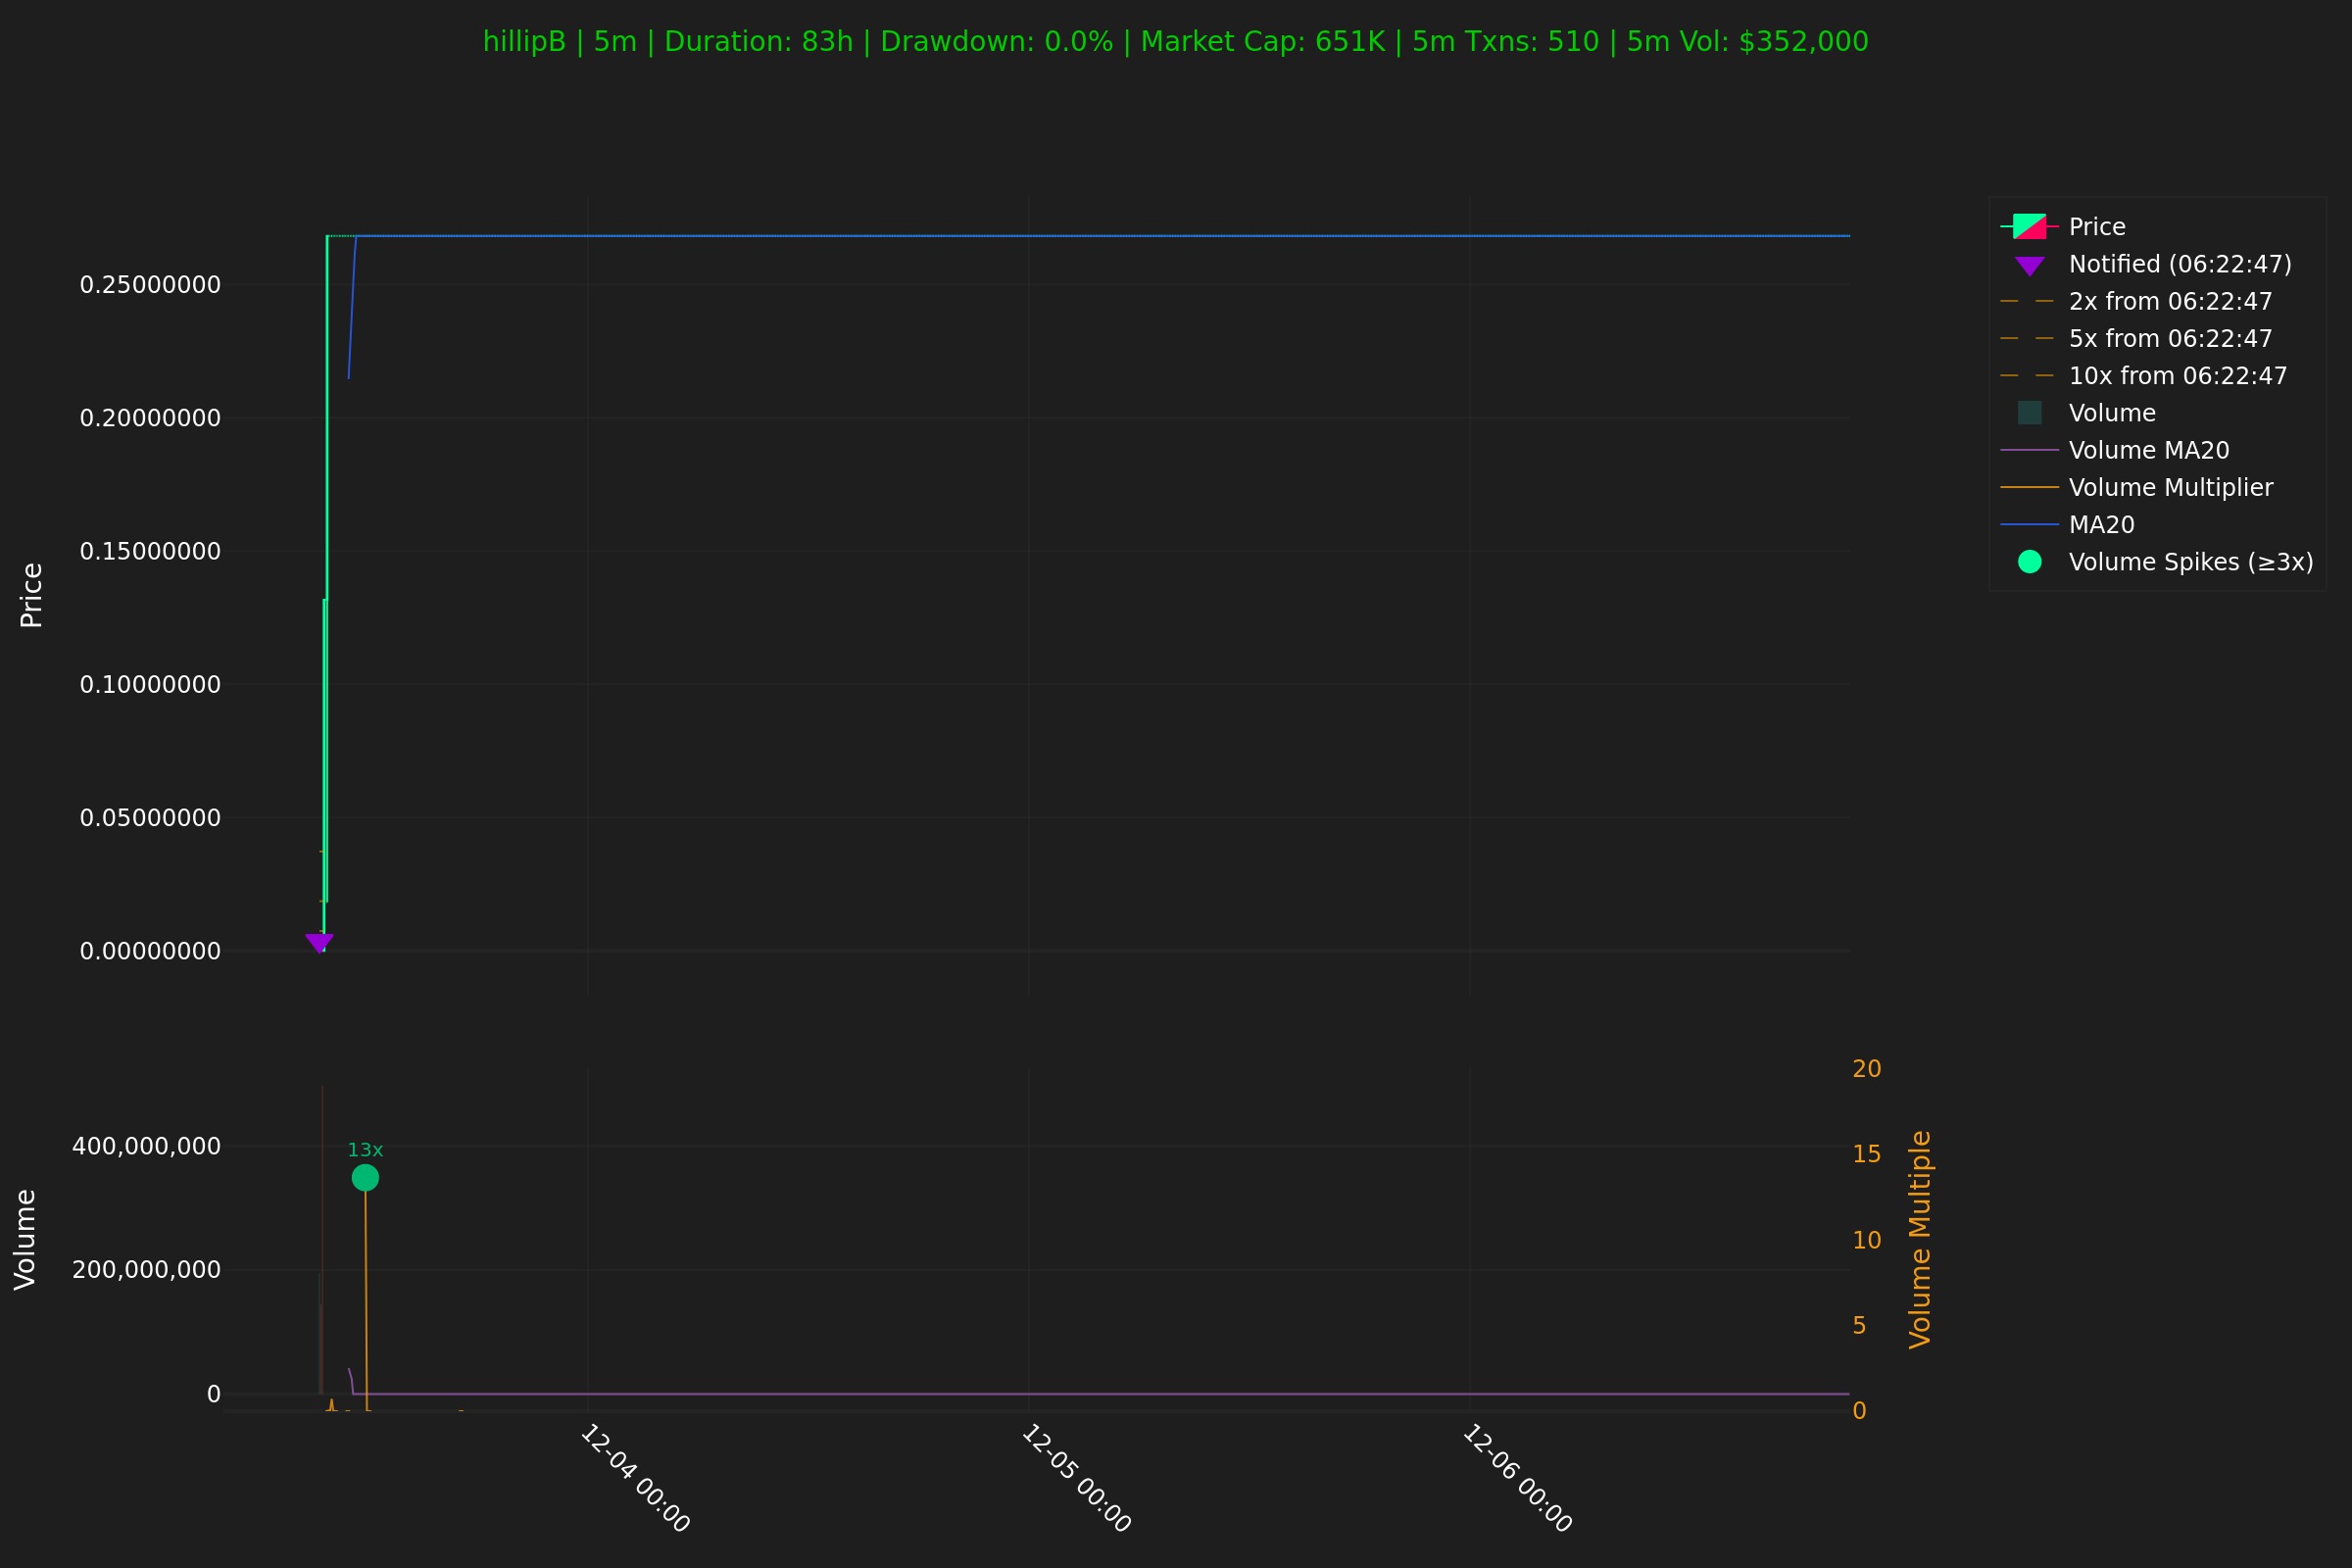 hillipB | 5m | Duration: 83h | Drawdown: 0.0% | Market Cap: 651K | 5m Txns: 510 | 5m Vol: $352,000
Price
0.25000000
0.20000000
0.15000000
0.10000000
0.05000000
0.00000000
Price
Notified (06:22:47)
2x from 06:22:47
5x from 06:22:47
10x from 06:22:47
Volume
Volume MA20
Volume Multiplier
MA20
Volume Spikes (≥3x)
Volume
400,000,000
200,000,000
0
13x
20
15
10
5
0
Volume Multiple
12-04 00:00
12-05 00:00
12-06 00:00